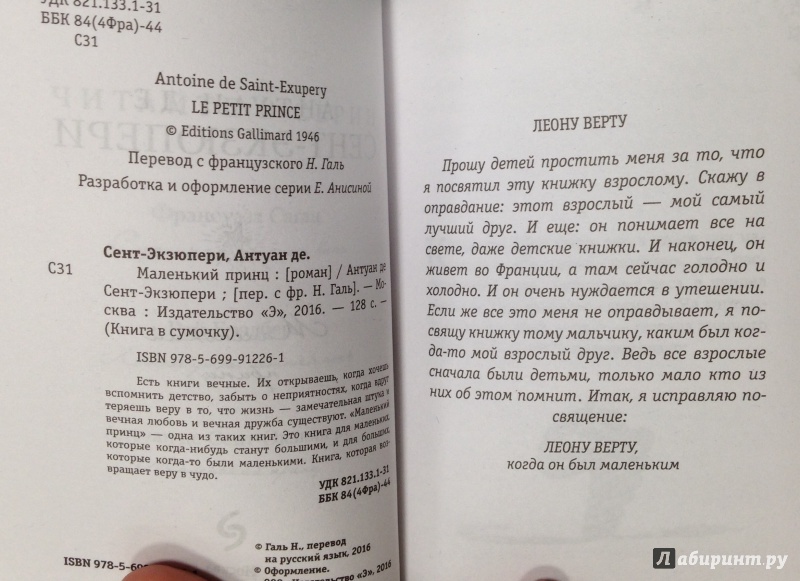 УДК 821.133.1-31
ББК 84(4Фра)-44
С31
Antoine de Saint-Exupery
LE PETIT PRINCE
© Editions Gallimard 1946
Перевод с французского Н. Галь
Разработка и оформление серии Е. Анисиной
Сент-Экзюпери, Антуан де.
С31 Маленький принц : [роман] / Антуан де
Сент-Экзюпери ; [пер. с фр. Н. Галь]. — Мо-
сква : Издательство «Э», 2016. — 128 с. —
(Книга в сумочку).
ISBN 978-5-699-91226-1
Есть книги вечные. Их открываешь, когда хочешь
вспомнить детство, забыть о неприятностях, когда вдруг
теряешь веру в то, что жизнь — замечательная штука и
вечная любовь и вечная дружба существуют. «Маленький
принц» — одна из таких книг. Это книга для маленьких,
которые когда-нибудь станут большими, и для больших,
которые когда-то были маленькими. Книга, которая воз-
вращает веру в чудо.
УДК 821.133.1-31
ББК 84(4Фра)-44
© Галь Н., перевод
на русский язык, 2016
© Оформление.
ООО «Издательство «Э», 2016
ISBN 978-5-69
ЛЕОНУ ВЕРТУ
Прошу детей простить меня за то, что
я посвятил эту книжку взрослому. Скажу в
оправдание: этот взрослый — мой самый
лучший друг. И еще: он понимает все на
свете, даже детские книжки. И наконец, он
живет во Франции, а там сейчас голодно и
холодно. И он очень нуждается в утешении.
Если же все это меня не оправдывает, я по-
свящу книжку тому мальчику, каким был ког-
да-то мой взрослый друг. Ведь все взрослые
сначала были детьми, только мало кто из
них об этом помнит. Итак, я исправляю по-
священие:
ЛЕОНУ ВЕРТУ,
когда он был маленьким
Лабиринт.ру